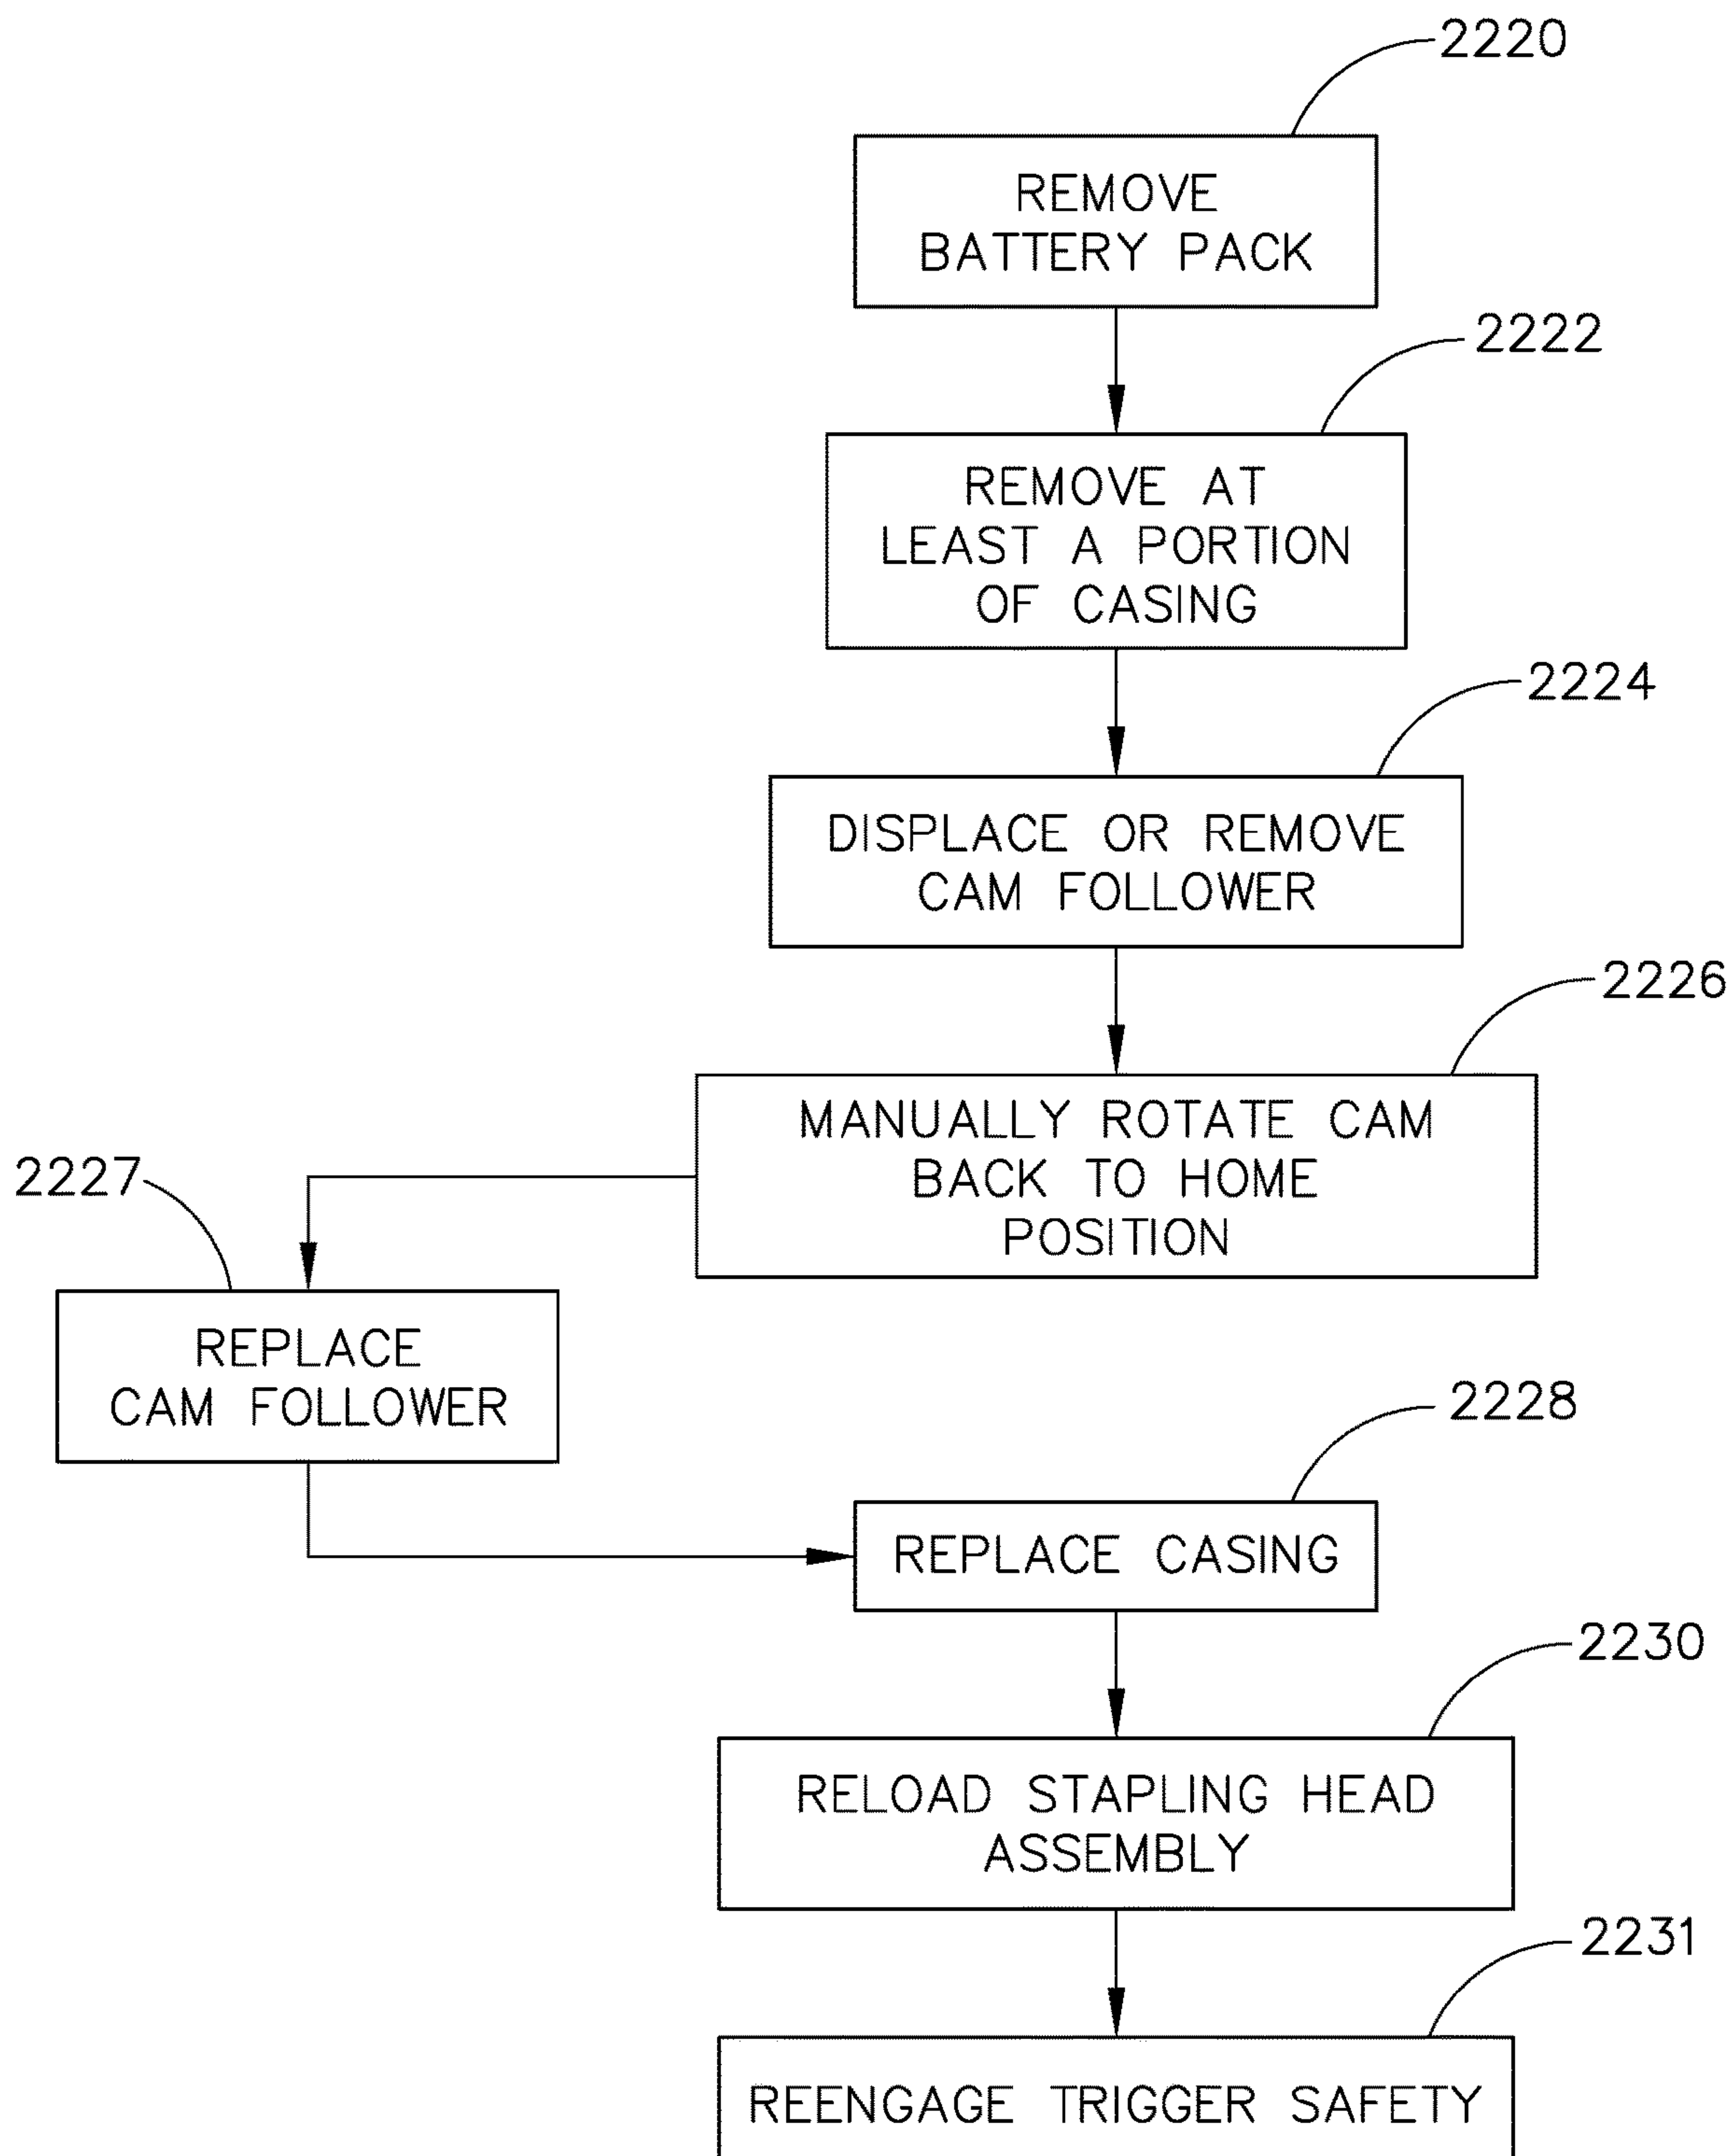 2220
REMOVE
BATTERY PACK
2222
REMOVE AT
LEAST A PORTION
OF CASING
2224
DISPLACE OR REMOVE
CAM FOLLOWER
2226
MANUALLY ROTATE CAM
BACK TO HOME
POSITION
2227
REPLACE
CAM FOLLOWER
2228
REPLACE CASING
2230
RELOAD STAPLING HEAD
ASSEMBLY
2231
REENGAGE TRIGGER SAFETY